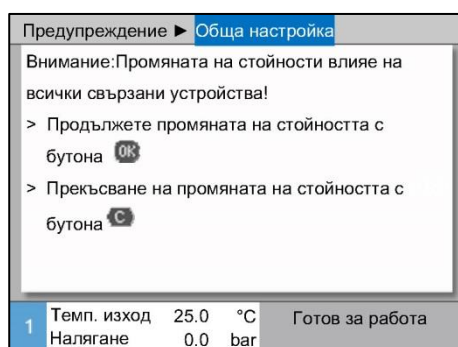 Предупреждение ► Обща настройка
Внимание:Промяната на стойности влияе на
всички свързани устройства!
> Продължете промяната на стойността с
бутона OK
> Прекъсване на промяната на стойността с
бутона C
1 Темп. изход 25.0 °C Готов за работа
Налягане 0.0 bar